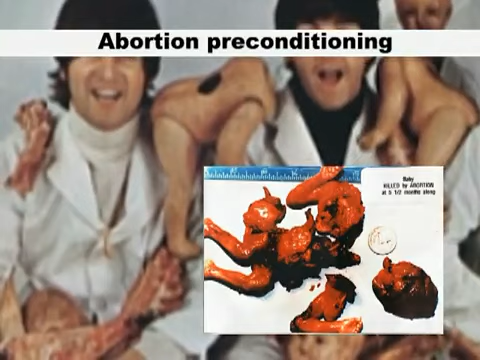 Abortion preconditioning
Baby
KILLED by ABORTION
at 5 1/2 months along